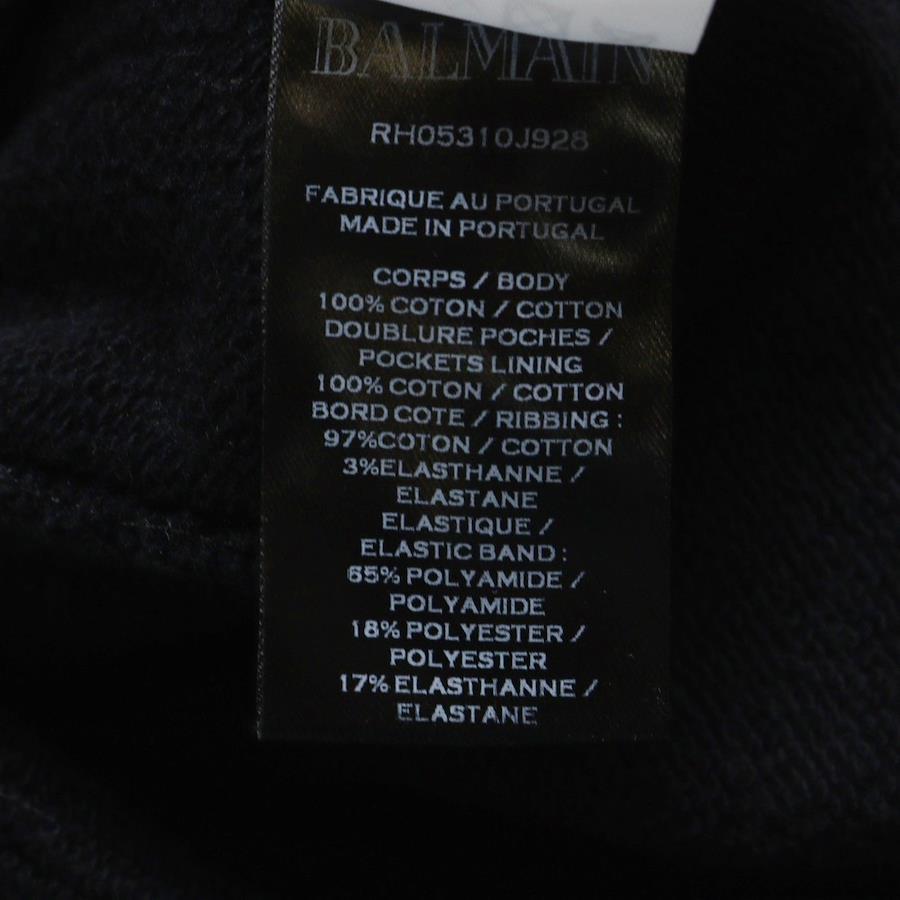 BALMAIN
RH05310J928
FABRIQUE AU PORTUGAL
MADE IN PORTUGAL
CORPS / BODY
100% COTON / COTTON
DOUBLURE POCHES /
POCKETS LINING
100% COTON / COTTON
BORD COTE / RIBBING :
97%COTON / COTTON
3%ELASTHANNE /
ELASTANE
ELASTIQUE /
ELASTIC BAND :
65% POLYAMIDE /
POLYAMIDE
18% POLYESTER /
POLYESTER
17% ELASTHANNE /
ELASTANE